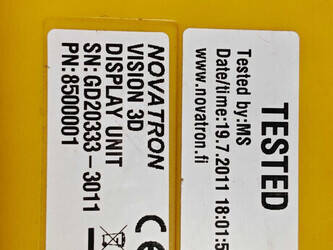 NOVATRON
VISION 3D
DISPLAY UNIT
SN:GD20333-3011
PN:8500001
CE
TESTED
Tested by:MS
Date/time:19.7.2011 18:01:5
www.novatron.fi